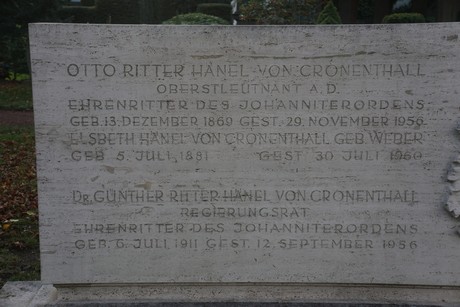 OTTO RITTER HÄNEL VON CRONENTHALL
OBERSTLEUTNANT A.D.
EHRENRITTER DES JOHANNITERORDENS
GEB. 13. DEZEMBER 1869 GEST. 29. NOVEMBER 1956
ELSBETH HÄNEL VON CRONENTHALL GEB. WEBER
GEB 5. JULI 1881 GEST 30 JULI 1960
DR. GÜNTHER RITTER HÄNEL VON CRONENTHALL
REGIERUNGSRAT
EHRENRITTER DES JOHANNITERORDENS
GEB. 6. JULI 1911 GEST. 12. SEPTEMBER 1956